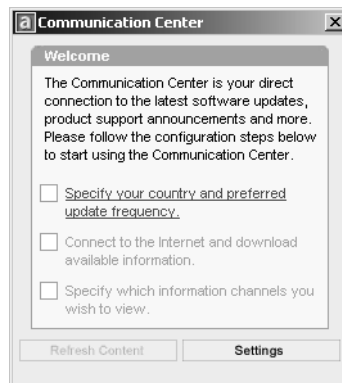 a Communication Center X
Welcome
The Communication Center is your direct
connection to the latest software updates,
product support announcements and more.
Please follow the configuration steps below
to start using the Communication Center.
Specify your country and preferred
update frequency.
Connect to the Internet and download
available information.
Specify which information channels you
wish to view.
Refresh Content Settings